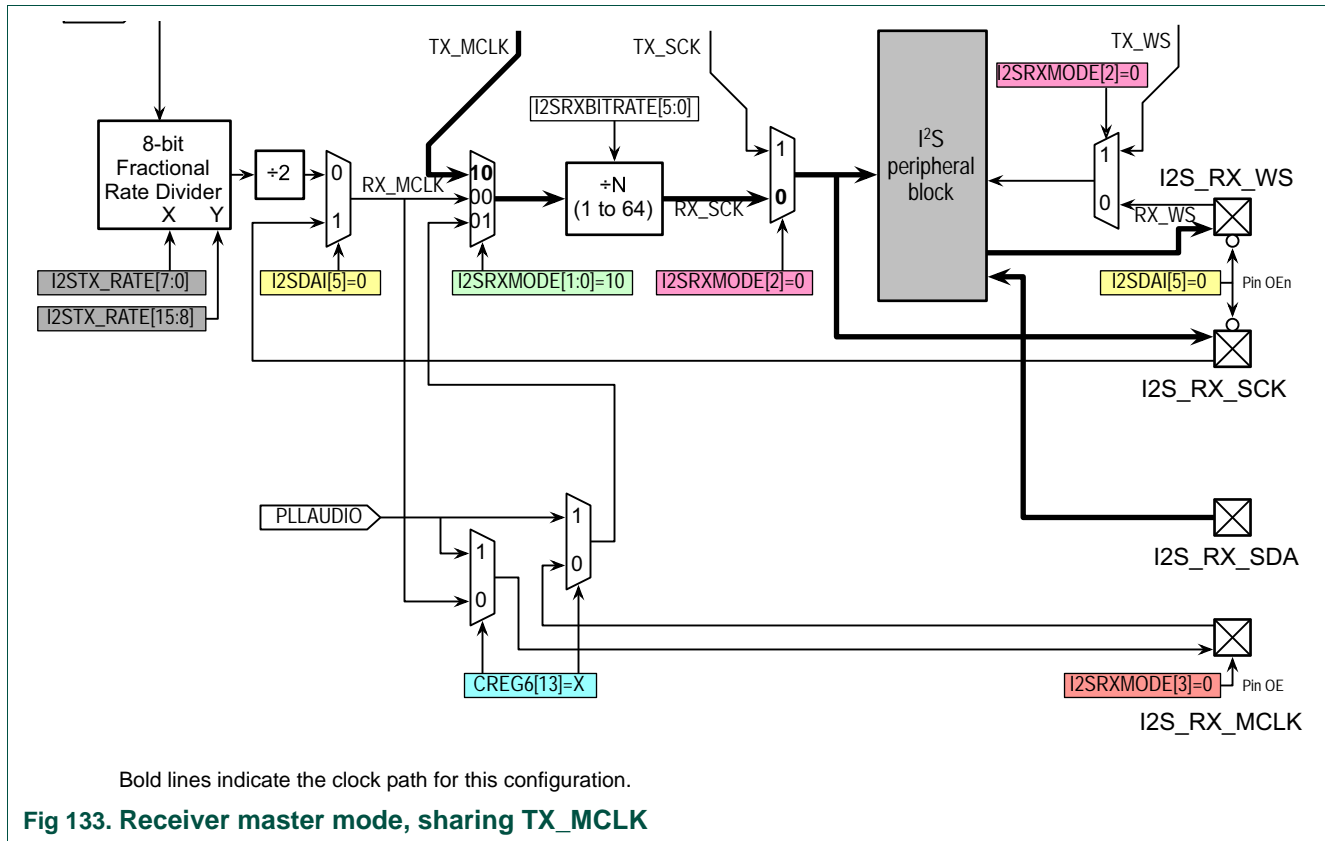 TX_MCLK
TX_SCK
TX_WS
I2SRXMODE[2]=0
I2SRXBITRATE[5:0]
8-bit
Fractional
Rate Divider
X Y
÷2
0
1
RX_MCLK
10
00
01
÷N
(1 to 64)
RX_SCK
1
0
I²S
peripheral
block
1
0
I2S_RX_WS
RX_WS
I2STX_RATE[7:0]
I2SDAI[5]=0
I2SRXMODE[1:0]=10
I2SRXMODE[2]=0
I2SDAI[5]=0
Pin OEn
I2STX_RATE[15:8]
I2S_RX_SCK
PLLAUDIO
1
0
1
0
I2S_RX_SDA
CREG6[13]=X
I2SRXMODE[3]=0
Pin OE
I2S_RX_MCLK
Bold lines indicate the clock path for this configuration.
Fig 133. Receiver master mode, sharing TX_MCLK